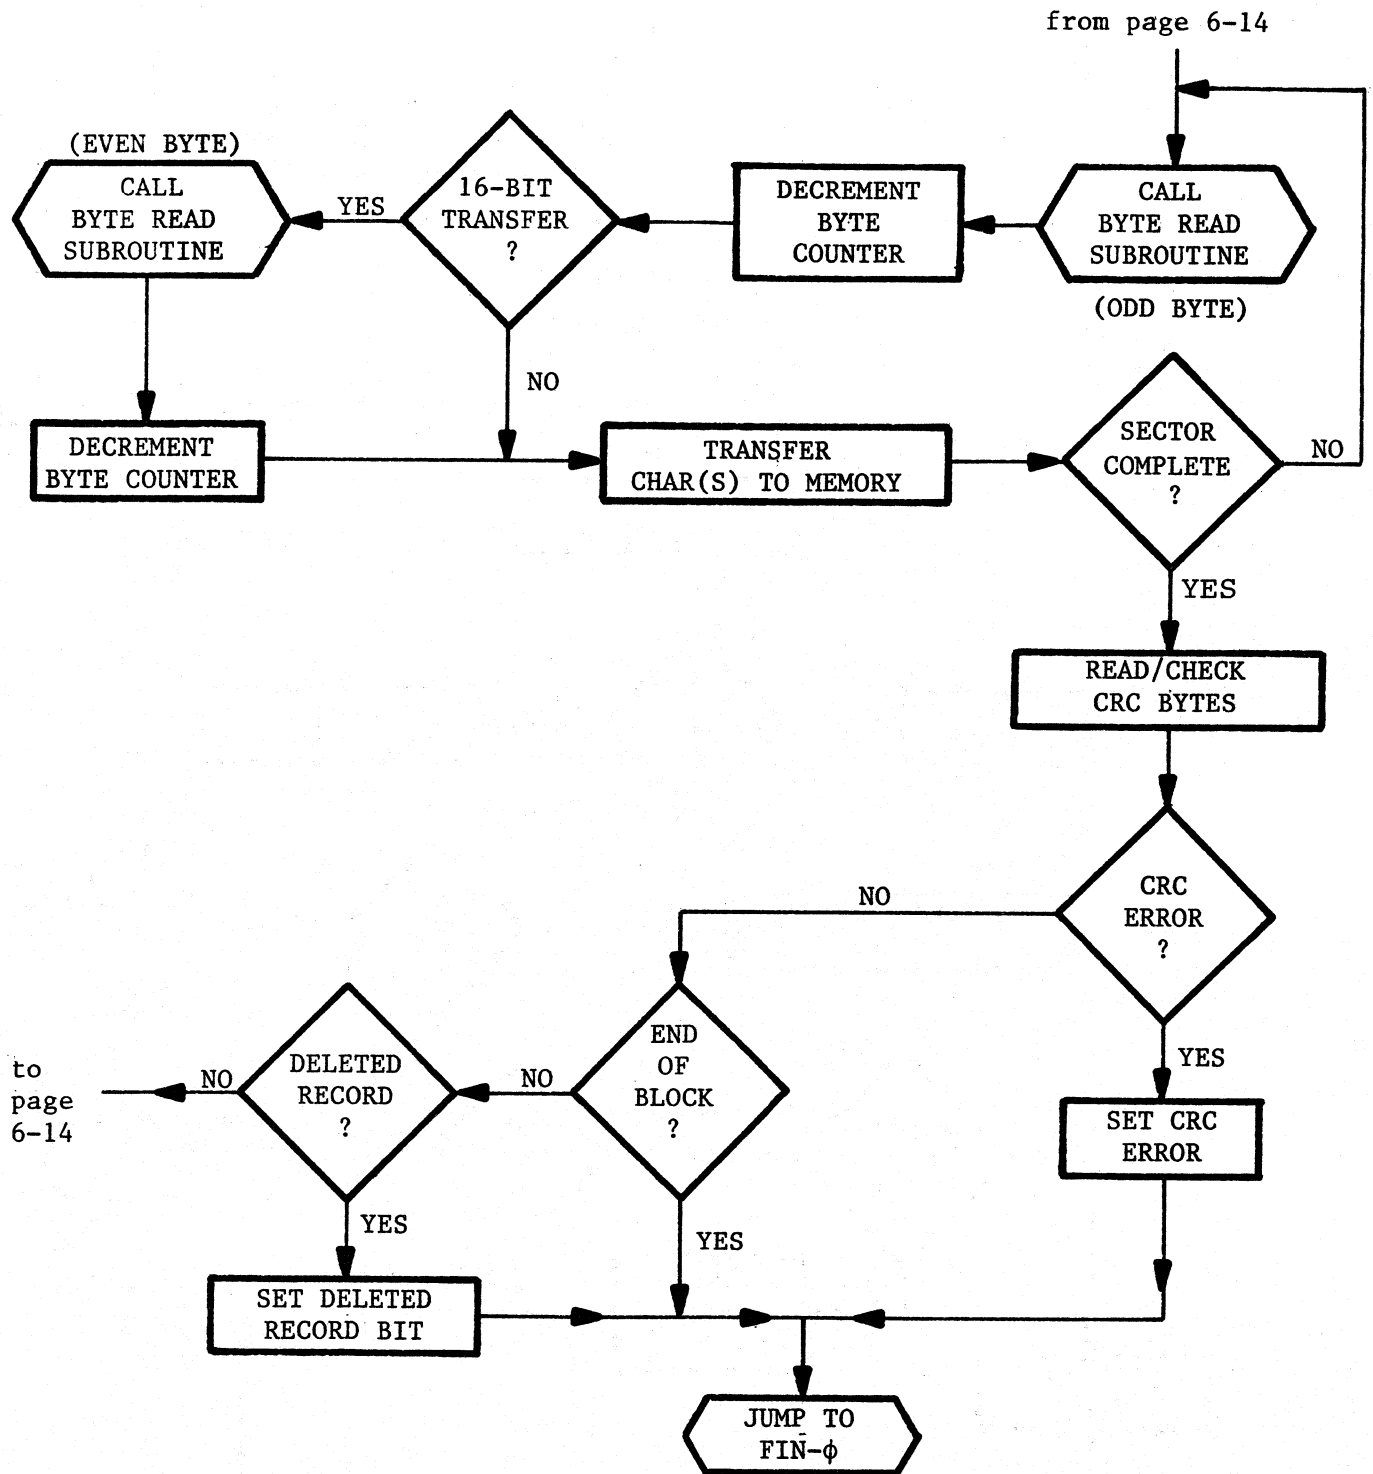 from page 6-14
(EVEN BYTE)
CALL
BYTE READ
SUBROUTINE
YES
16-BIT
TRANSFER
?
DECREMENT
BYTE
COUNTER
CALL
BYTE READ
SUBROUTINE
(ODD BYTE)
NO
DECREMENT
BYTE COUNTER
TRANSFER
CHAR(S) TO MEMORY
SECTOR
COMPLETE
?
NO
YES
READ/CHECK
CRC BYTES
CRC
ERROR
?
NO
YES
SET CRC
ERROR
END
OF
BLOCK
?
NO
YES
DELETED
RECORD
?
NO
to
page
6-14
YES
SET DELETED
RECORD BIT
JUMP TO
FIN-ϕ